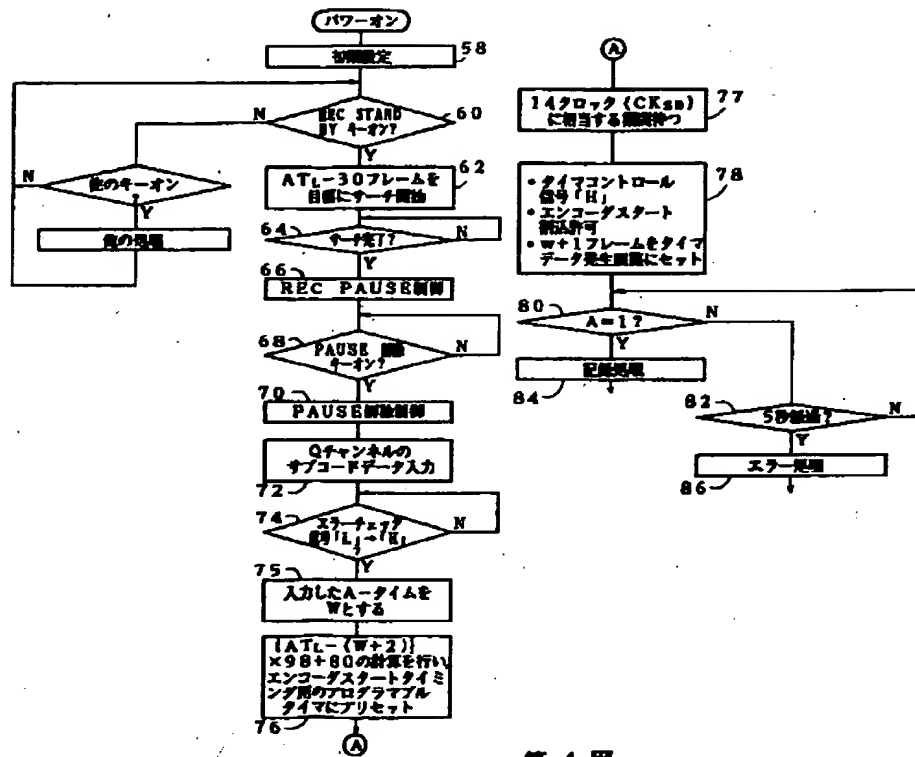 パワーオン
初期設定
58
REC STAND
BY キーオン?
60
N
Y
他のキーオン
N
Y
他の処理
ATL-30フレームを
目標にサーチ開始
62
64
サーチ完了?
N
Y
66
REC PAUSE制御
68
PAUSE 解除
キーオン?
N
Y
70
PAUSE解除制御
Qチャンネルの
サブコードデータ入力
72
74
エラーチェック
信号「L」→「H」
?
N
Y
75
入力したA-タイムを
Wとする
{ATL-(W+2)}
×98+80の計算を行い、
エンコーダスタートタイミ
ング用のプログラマブル
タイマにプリセット
76
A
A
77
14クロック(CKSB)
に相当する期間待つ
78
• タイマコントロール
信号「H」
• エンコーダスタート
割込許可
• W+1フレームをタイマ
データ発生回路にセット
80
A=1?
N
Y
記録処理
84
82
5秒経過?
N
Y
エラー処理
86
第 4 図